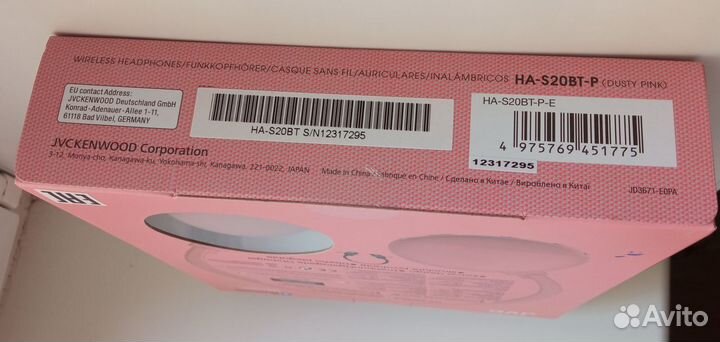 WIRELESS HEADPHONES/FUNKKOPFHÖRER/CASQUE SANS FIL/AURICULARES/INALÁMBRICOS HA-S20BT-P (DUSTY PINK)
EU contact Address:
JVCKENWOOD Deutschland GmbH
Konrad-Adenauer-Allee 1-11,
61118 Bad Vilbel, GERMANY
HA-S20BT S/N12317295
HA-S20BT-P-E
4 975769 451775
12317295
JVCKENWOOD Corporation
3-12, Moriya-cho, Kanagawa-ku, Yokohama-shi, Kanagawa, 221-0022, JAPAN
Made in China / Fabriqué en Chine / Сделано в Китае / Вироблено в Китаї
JD3671-E0PA
EAC
Avito